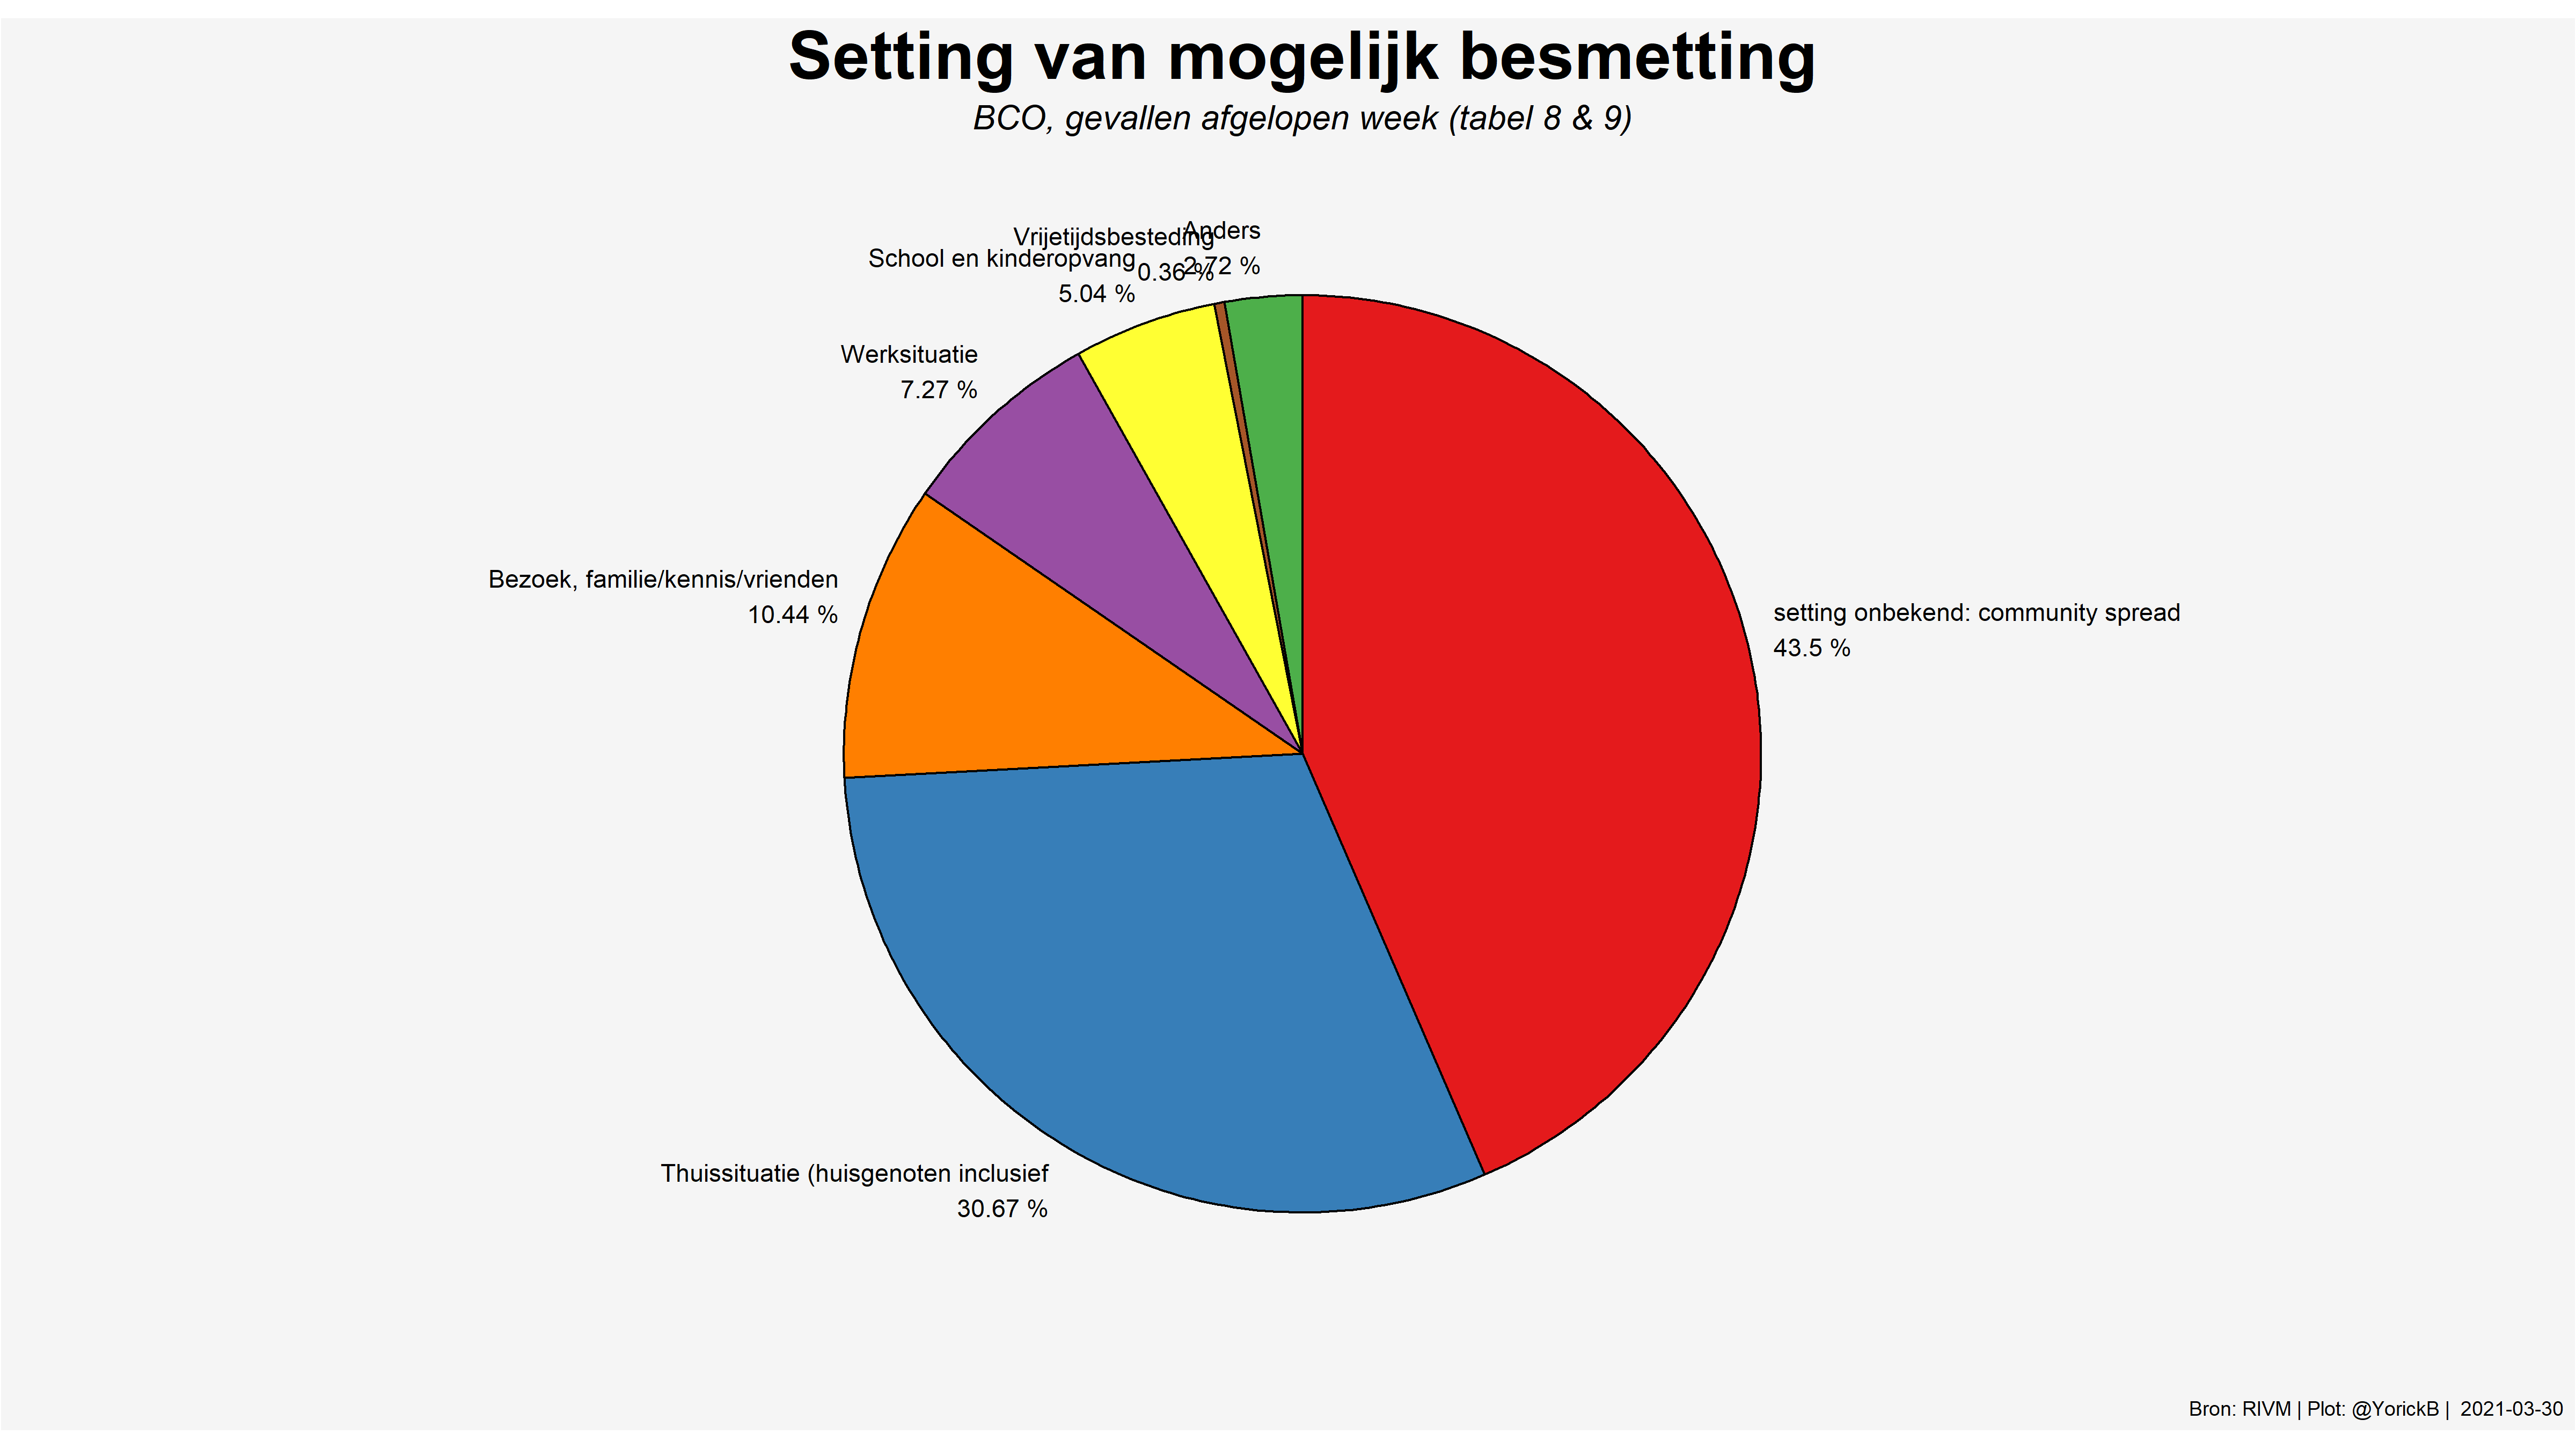 Setting van mogelijk besmetting
BCO, gevallen afgelopen week (tabel 8 & 9)
Anders
2.72 %
Vrijetijdsbesteding
0.36 %
School en kinderopvang
5.04 %
Werksituatie
7.27 %
Bezoek, familie/kennis/vrienden
10.44 %
setting onbekend: community spread
43.5 %
Thuissituatie (huisgenoten inclusief
30.67 %
Bron: RIVM | Plot: @YorickB | 2021-03-30